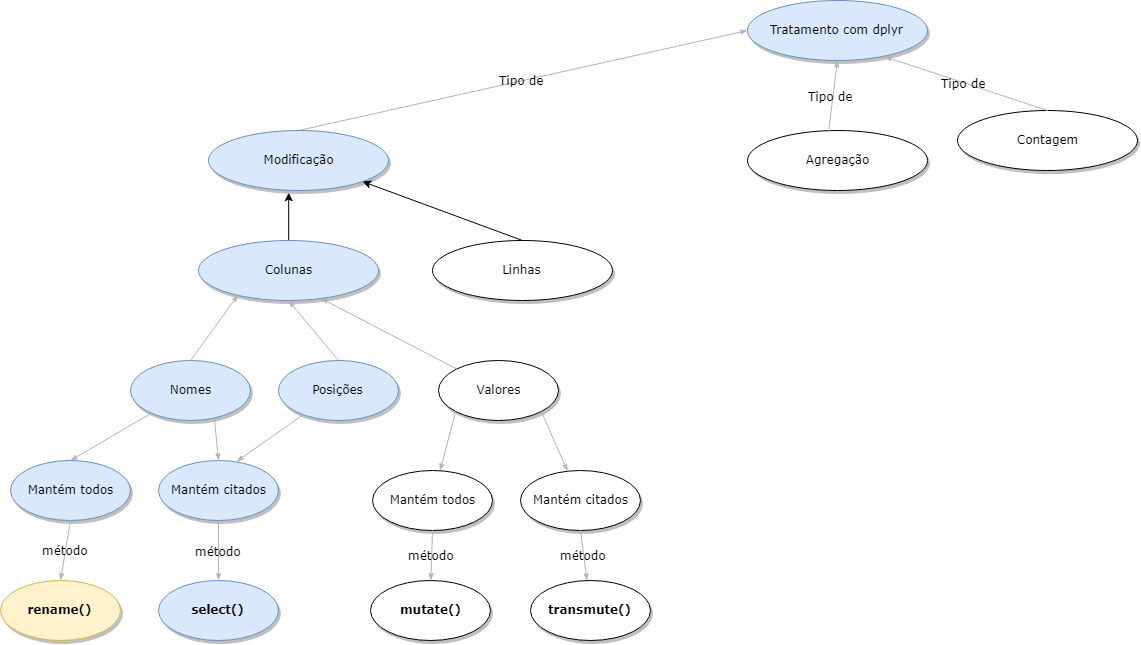 Tratamento com dplyr
Tipo de
Tipo de
Tipo de
Modificação
Agregação
Contagem
Colunas
Linhas
Nomes
Posições
Valores
Mantém todos
Mantém citados
Mantém todos
Mantém citados
método
método
método
método
rename()
select()
mutate()
transmute()